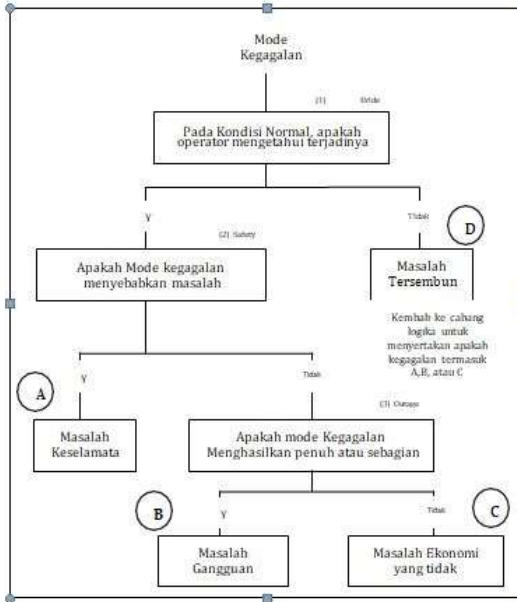 Mode
Kegagalan
(1)
Pada Kondisi Normal, apakah
operator mengetahui terjadinya
Y
Tidak
D
(2) Safety
Apakah Mode kegagalan
menyebabkan masalah
Masalah
Tersembun
Kembali ke cabang
logika untuk
menyertakan apakah
kegagalan termasuk
A,B, atau C
A
Y
Tidak
(3) Outage
Masalah
Keselamata
Apakah mode Kegagalan
Menghasilkan penuh atau sebagian
B
Y
Tidak
C
Masalah
Gangguan
Masalah Ekonomi
yang tidak